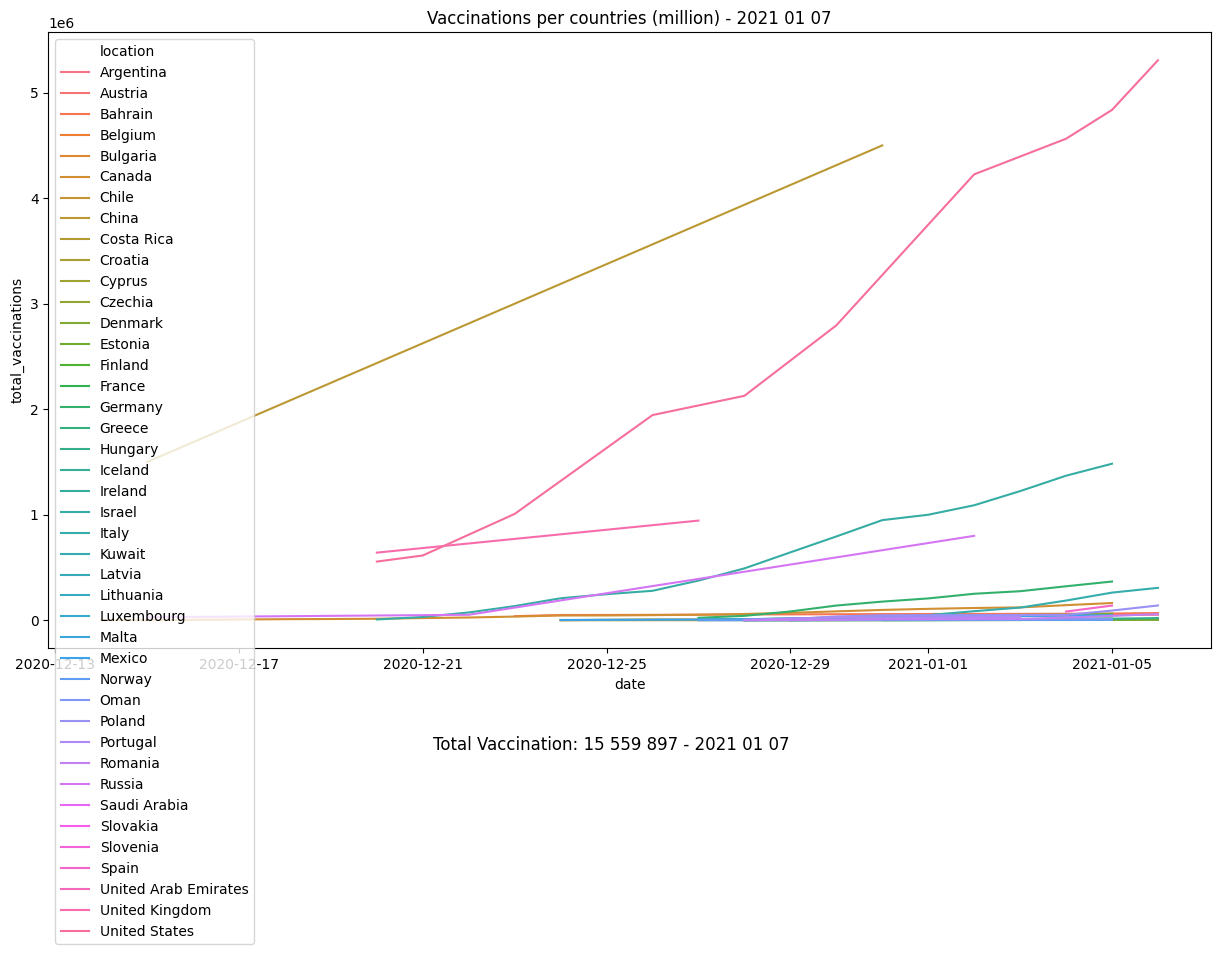 Vaccinations per countries (million) - 2021 01 07
1e6
location
Argentina
Austria
Bahrain
Belgium
Bulgaria
Canada
Chile
China
Costa Rica
Croatia
Cyprus
Czechia
Denmark
Estonia
Finland
France
Germany
Greece
Hungary
Iceland
Ireland
Israel
Italy
Kuwait
Latvia
Lithuania
Luxembourg
Malta
Mexico
Norway
Oman
Poland
Portugal
Romania
Russia
Saudi Arabia
Slovakia
Slovenia
Spain
United Arab Emirates
United Kingdom
United States
5
4
3
2
1
0
total_vaccinations
2020-12-13 2020-12-17 2020-12-21 2020-12-25 2020-12-29 2021-01-01 2021-01-05
date
Total Vaccination: 15 559 897 - 2021 01 07